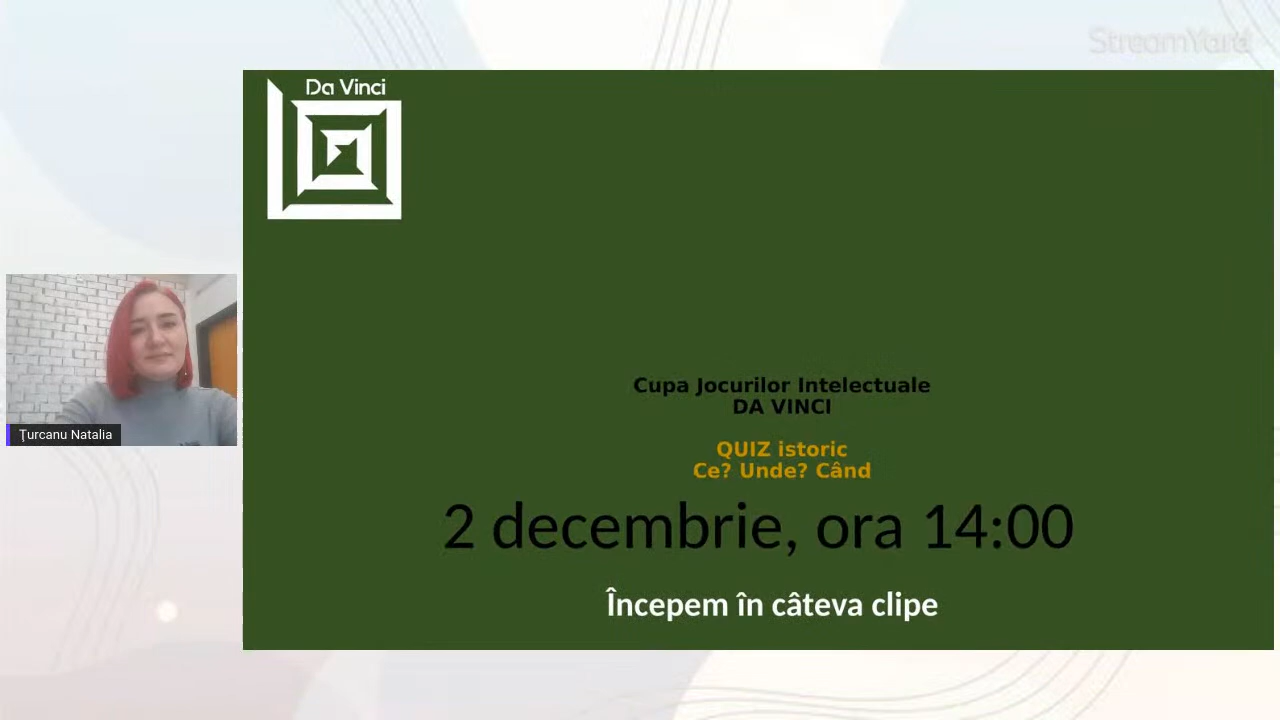 StreamYard
Da Vinci
Cupa Jocurilor Intelectuale
DA VINCI
QUIZ istoric
Ce? Unde? Când
2 decembrie, ora 14:00
Începem în câteva clipe
Țurcanu Natalia